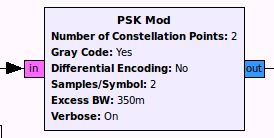 PSK Mod
Number of Constellation Points: 2
Gray Code: Yes
in
Differential Encoding: No
out
Samples/Symbol: 2
Excess BW: 350m
Verbose: On